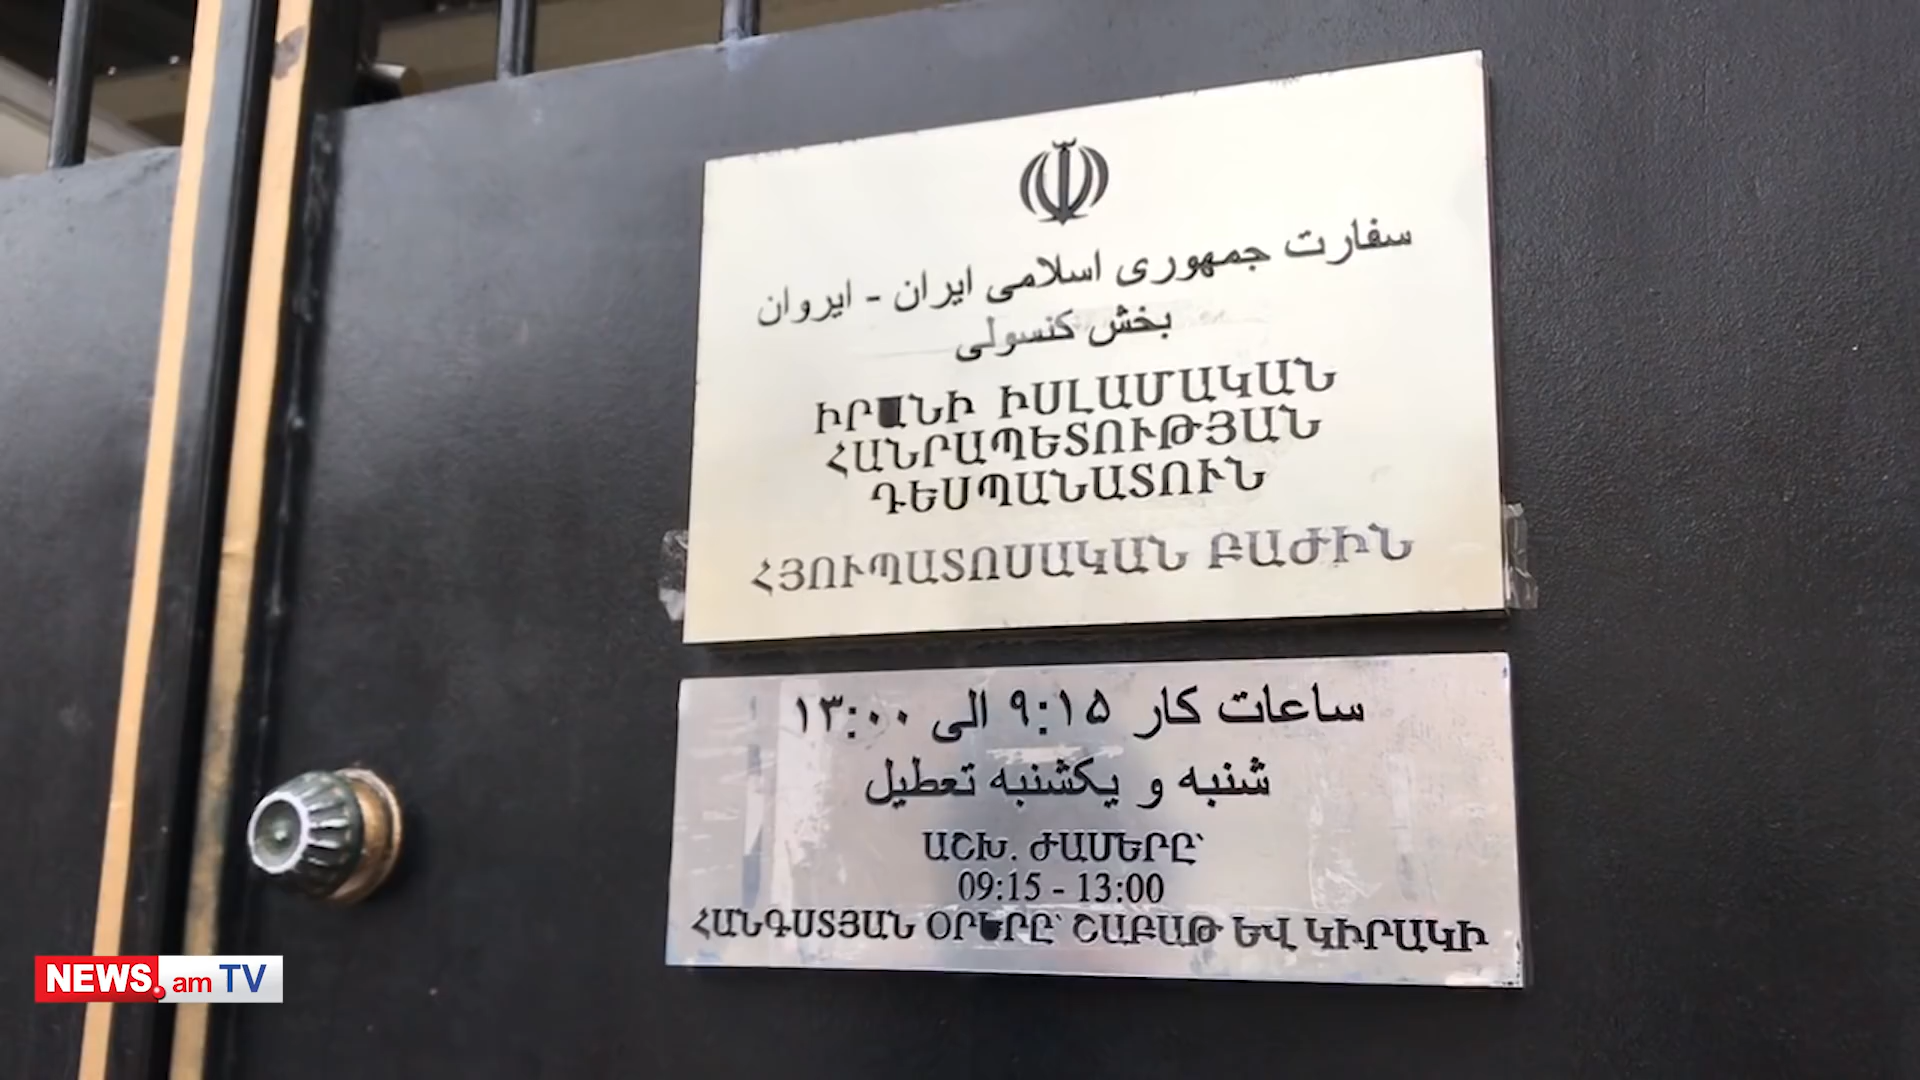 سفارت جمهوری اسلامی ایران - ایروان
بخش کنسولی
ԻՐԱՆԻ ԻՍԼԱՄԱԿԱՆ
ՀԱՆՐԱՊԵՏՈՒԹՅԱՆ
ԴԵՍՊԱՆԱՏՈՒՆ
ՀՅՈՒՊԱՏՈՍԱԿԱՆ ԲԱԺԻՆ
ساعات کار ۹:۱۵ الی ۱۳:۰۰
شنبه و یکشنبه تعطیل
ԱՇԽ. ԺԱՄԵՐԸ՝
09:15 - 13:00
ՀԱՆԳՍՏՅԱՆ ՕՐԵՐԸ՝ ՇԱԲԱԹ ԵՎ ԿԻՐԱԿԻ
NEWS.am TV